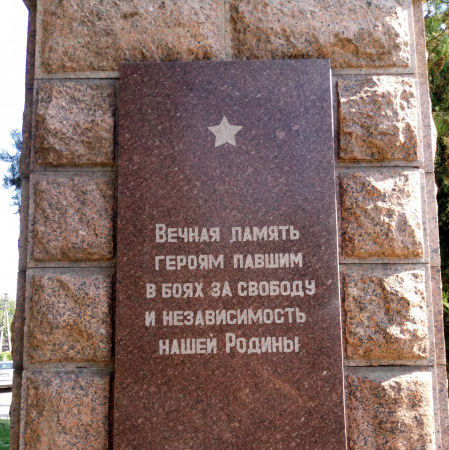 Вечная память
героям павшим
в боях за свободу
и независимость
нашей Родины